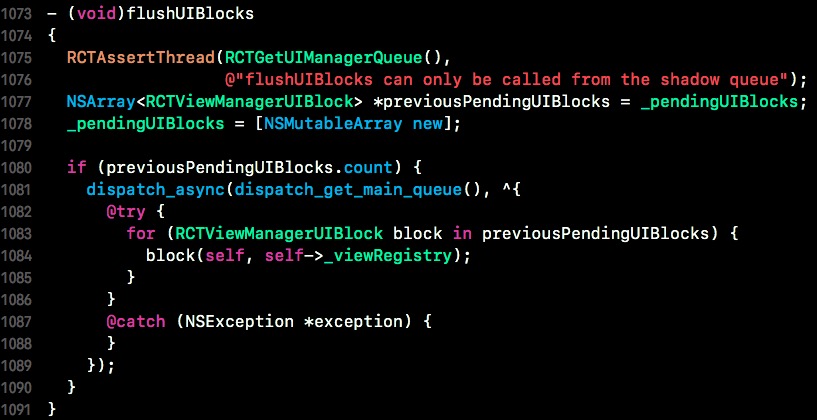 1073 - (void)flushUIBlocks
1074 {
1075   RCTAssertThread(RCTGetUIManagerQueue(),
1076                   @"flushUIBlocks can only be called from the shadow queue");
1077   NSArray<RCTViewManagerUIBlock> *previousPendingUIBlocks = _pendingUIBlocks;
1078   _pendingUIBlocks = [NSMutableArray new];
1079
1080   if (previousPendingUIBlocks.count) {
1081     dispatch_async(dispatch_get_main_queue(), ^{
1082       @try {
1083         for (RCTViewManagerUIBlock block in previousPendingUIBlocks) {
1084           block(self, self->_viewRegistry);
1085         }
1086       }
1087       @catch (NSException *exception) {
1088       }
1089     });
1090   }
1091 }